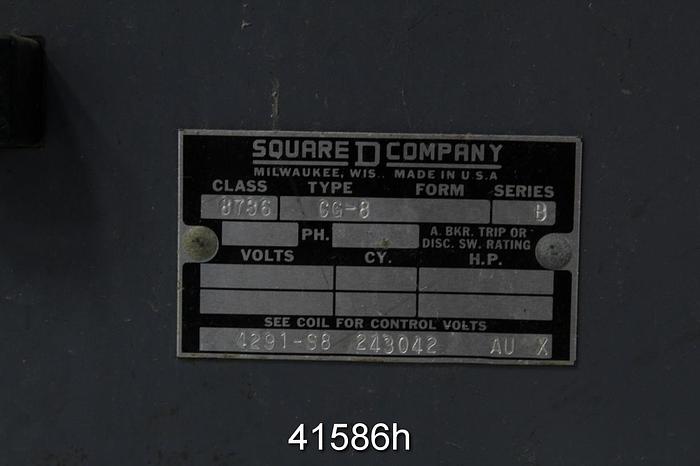 SQUARE D COMPANY
MILWAUKEE, WIS.. MADE IN U.S.A
CLASS TYPE FORM SERIES
8736 CG-8 B
PH. A. BKR. TRIP OR
DISC. SW. RATING
VOLTS CY. H.P.
SEE COIL FOR CONTROL VOLTS
4291-S8 243042 AU X
41586h